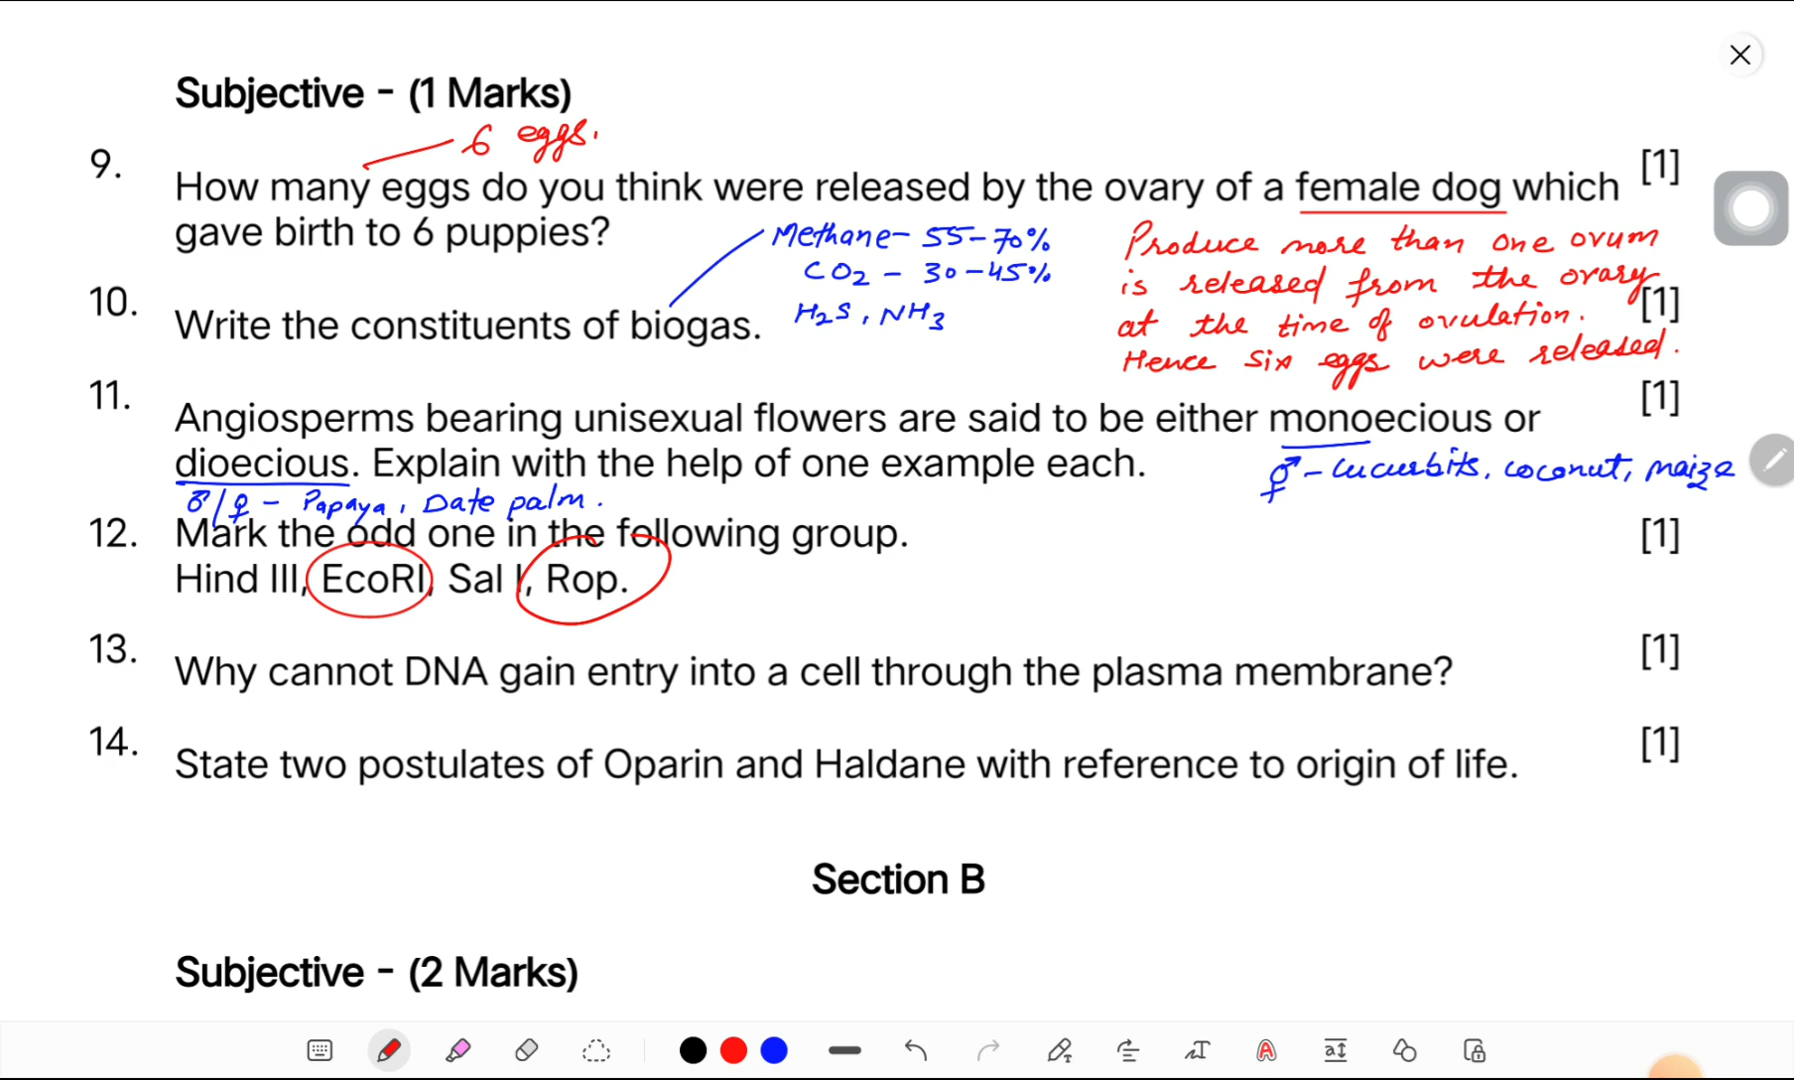 Subjective - (1 Marks)
6 eggs.
9.
How many eggs do you think were released by the ovary of a female dog which [1]
gave birth to 6 puppies?
Methane - 55-70%
CO2 - 30-45%
H2S, NH3
Produce more than one ovum
is released from the ovary
at the time of ovulation.
Hence six eggs were released.
10.
Write the constituents of biogas. [1]
11.
Angiosperms bearing unisexual flowers are said to be either monoecious or [1]
dioecious. Explain with the help of one example each.
⚥ - cucurbits, coconut, maize
♂/♀ - Papaya, Date palm.
12. Mark the odd one in the following group. [1]
Hind III, EcoRI, Sal I, Rop.
13.
Why cannot DNA gain entry into a cell through the plasma membrane? [1]
14.
State two postulates of Oparin and Haldane with reference to origin of life. [1]
Section B
Subjective - (2 Marks)